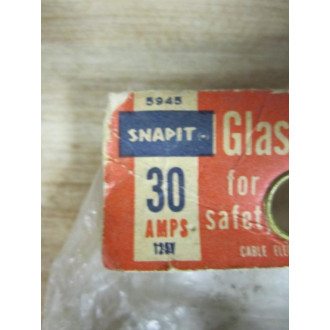 5945
SNAPIT
Glas
30
for
AMPS
safet
125V
CABLE ELE